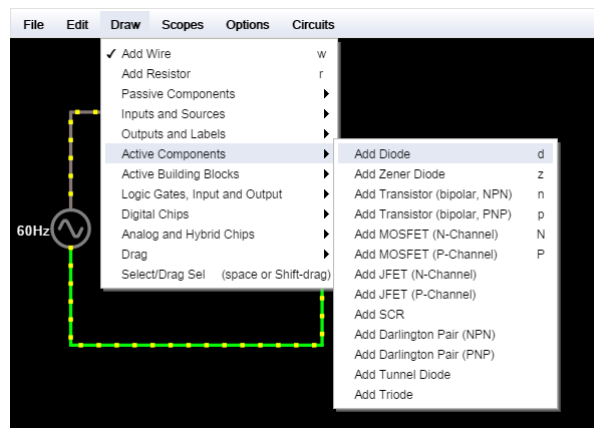 File Edit Draw Scopes Options Circuits
✓ Add Wire w
Add Resistor r
Passive Components
Inputs and Sources
Outputs and Labels
Active Components
Active Building Blocks
Logic Gates, Input and Output
Digital Chips
Analog and Hybrid Chips
Drag
Select/Drag Sel (space or Shift-drag)
Add Diode d
Add Zener Diode z
Add Transistor (bipolar, NPN) n
Add Transistor (bipolar, PNP) p
Add MOSFET (N-Channel) N
Add MOSFET (P-Channel) P
Add JFET (N-Channel)
Add JFET (P-Channel)
Add SCR
Add Darlington Pair (NPN)
Add Darlington Pair (PNP)
Add Tunnel Diode
Add Triode
60Hz